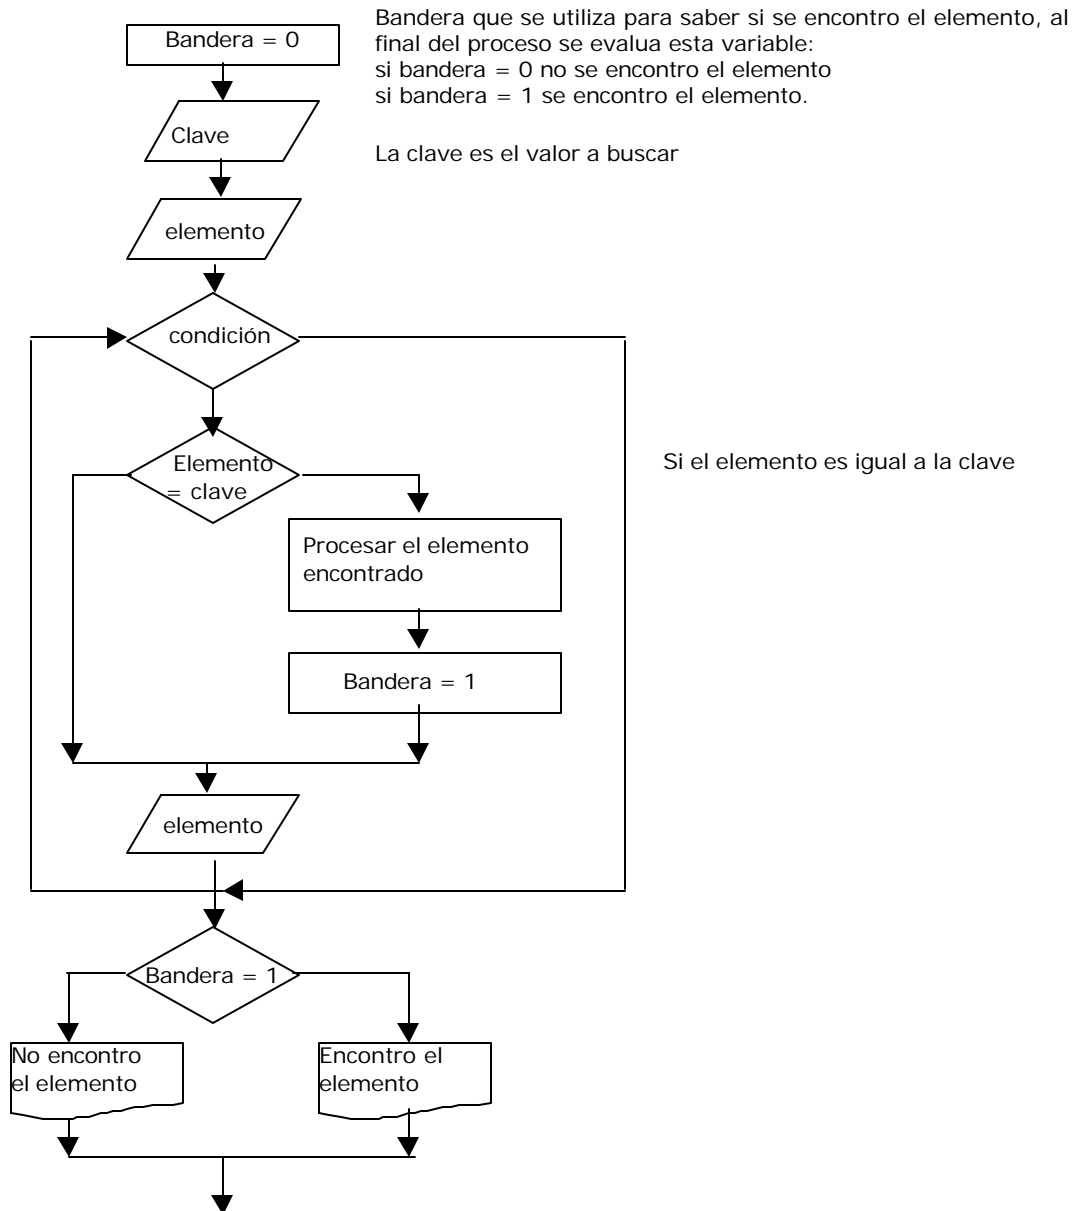 Bandera = 0
Bandera que se utiliza para saber si se encontro el elemento, al
final del proceso se evalua esta variable:
si bandera = 0 no se encontro el elemento
si bandera = 1 se encontro el elemento.
Clave
La clave es el valor a buscar
elemento
condición
Elemento
= clave
Si el elemento es igual a la clave
Procesar el elemento
encontrado
Bandera = 1
elemento
Bandera = 1
No encontro
el elemento
Encontro el
elemento